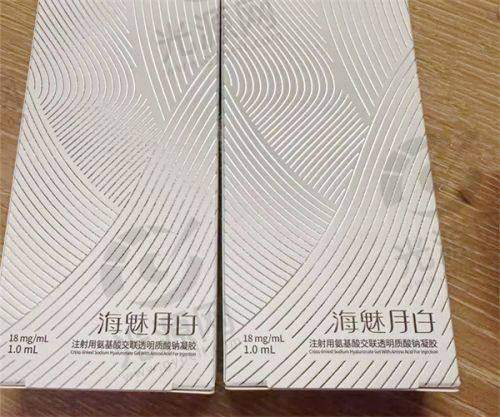 海魅月白
18 mg/mL
1.0 mL
注射用氨基酸交联透明质酸钠凝胶
Cross-linked Sodium Hyaluronate Gel With Amino Acid For Injection
海魅月白
18 mg/mL
1.0 mL
注射用氨基酸交联透明质酸钠凝胶
Cross-linked Sodium Hyaluronate Gel With Amino Acid For Injection